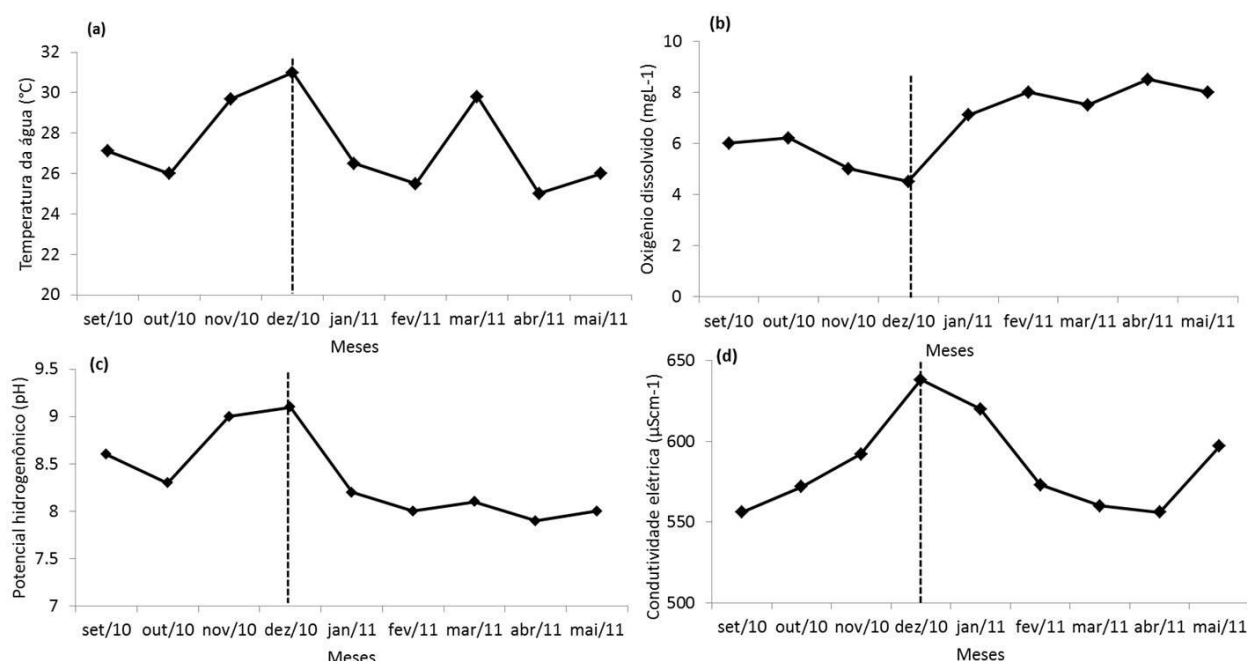 (a)
Temperatura da água (°C)
32
30
28
26
24
22
20
set/10 out/10 nov/10 dez/10 jan/11 fev/11 mar/11 abr/11 mai/11
Meses
(b)
Oxigênio dissolvido (mgL-1)
10
8
6
4
2
0
set/10 out/10 nov/10 dez/10 jan/11 fev/11 mar/11 abr/11 mai/11
Meses
(c)
Potencial hidrogenônico (pH)
9.5
9
8.5
8
7.5
7
set/10 out/10 nov/10 dez/10 jan/11 fev/11 mar/11 abr/11 mai/11
Meses
(d)
Condutividade elétrica (µScm-1)
650
600
550
500
set/10 out/10 nov/10 dez/10 jan/11 fev/11 mar/11 abr/11 mai/11
Meses